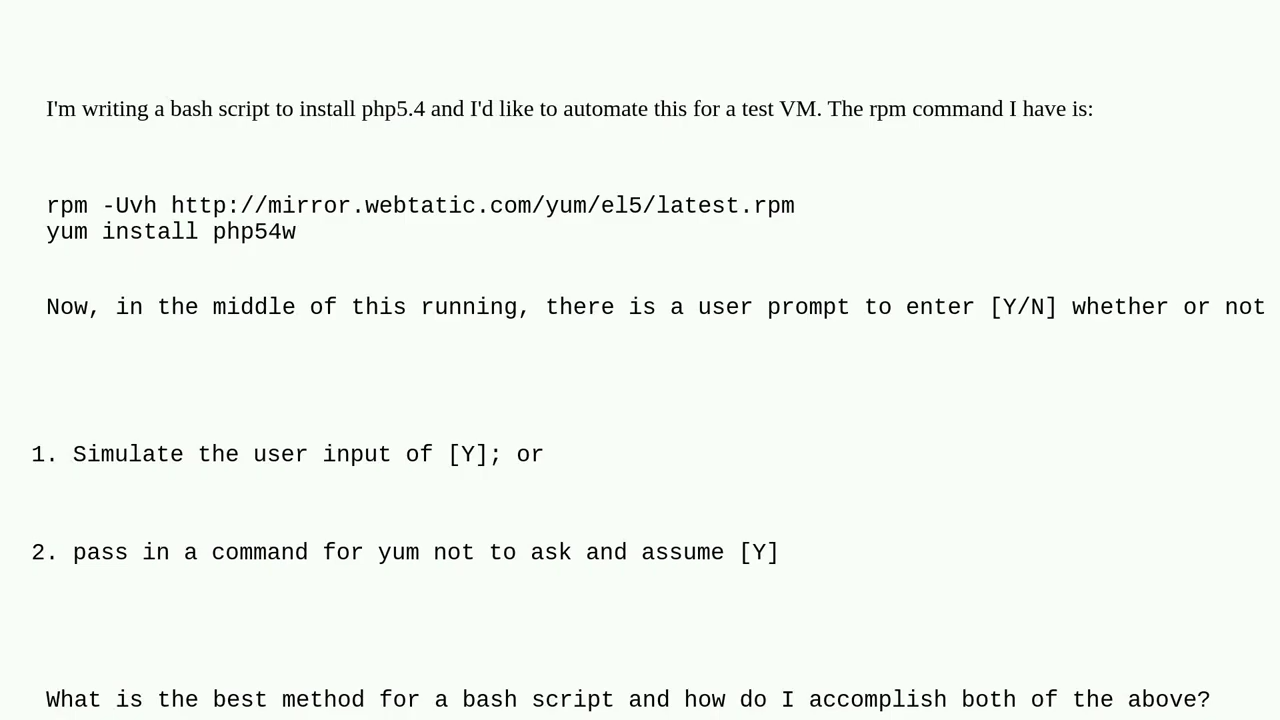 I'm writing a bash script to install php5.4 and I'd like to automate this for a test VM. The rpm command I have is:
rpm -Uvh http://mirror.webtatic.com/yum/el5/latest.rpm
yum install php54w
Now, in the middle of this running, there is a user prompt to enter [Y/N] whether or not
1. Simulate the user input of [Y]; or
2. pass in a command for yum not to ask and assume [Y]
What is the best method for a bash script and how do I accomplish both of the above?